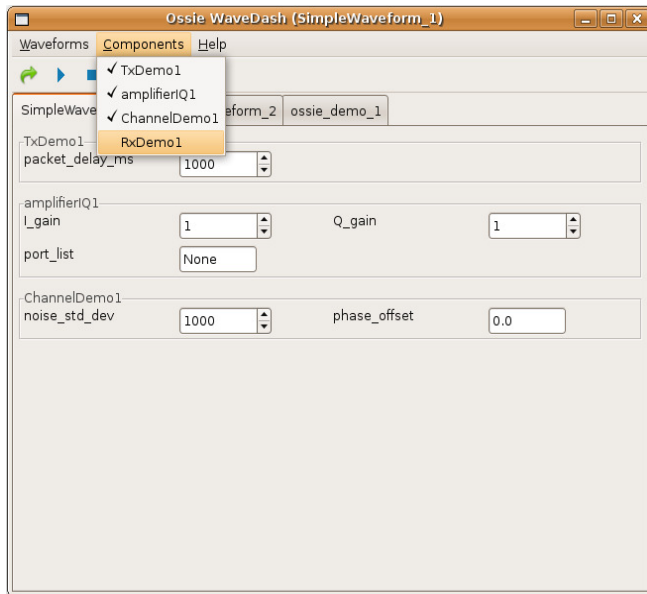 Ossie WaveDash (SimpleWaveform_1)
Waveforms Components Help
TxDemo1
amplifierIQ1
ChannelDemo1
RxDemo1
SimpleWave eform_2 ossie_demo_1
TxDemo1
packet_delay_ms 1000
amplifierIQ1
I_gain 1 Q_gain 1
port_list None
ChannelDemo1
noise_std_dev 1000 phase_offset 0.0